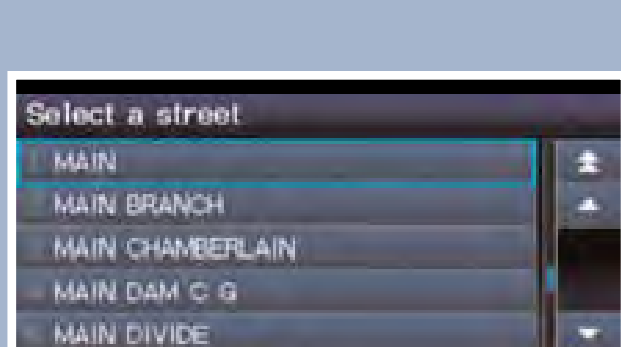 Select a street
MAIN
MAIN BRANCH
MAIN CHAMBERLAIN
MAIN DAM C G
MAIN DIVIDE